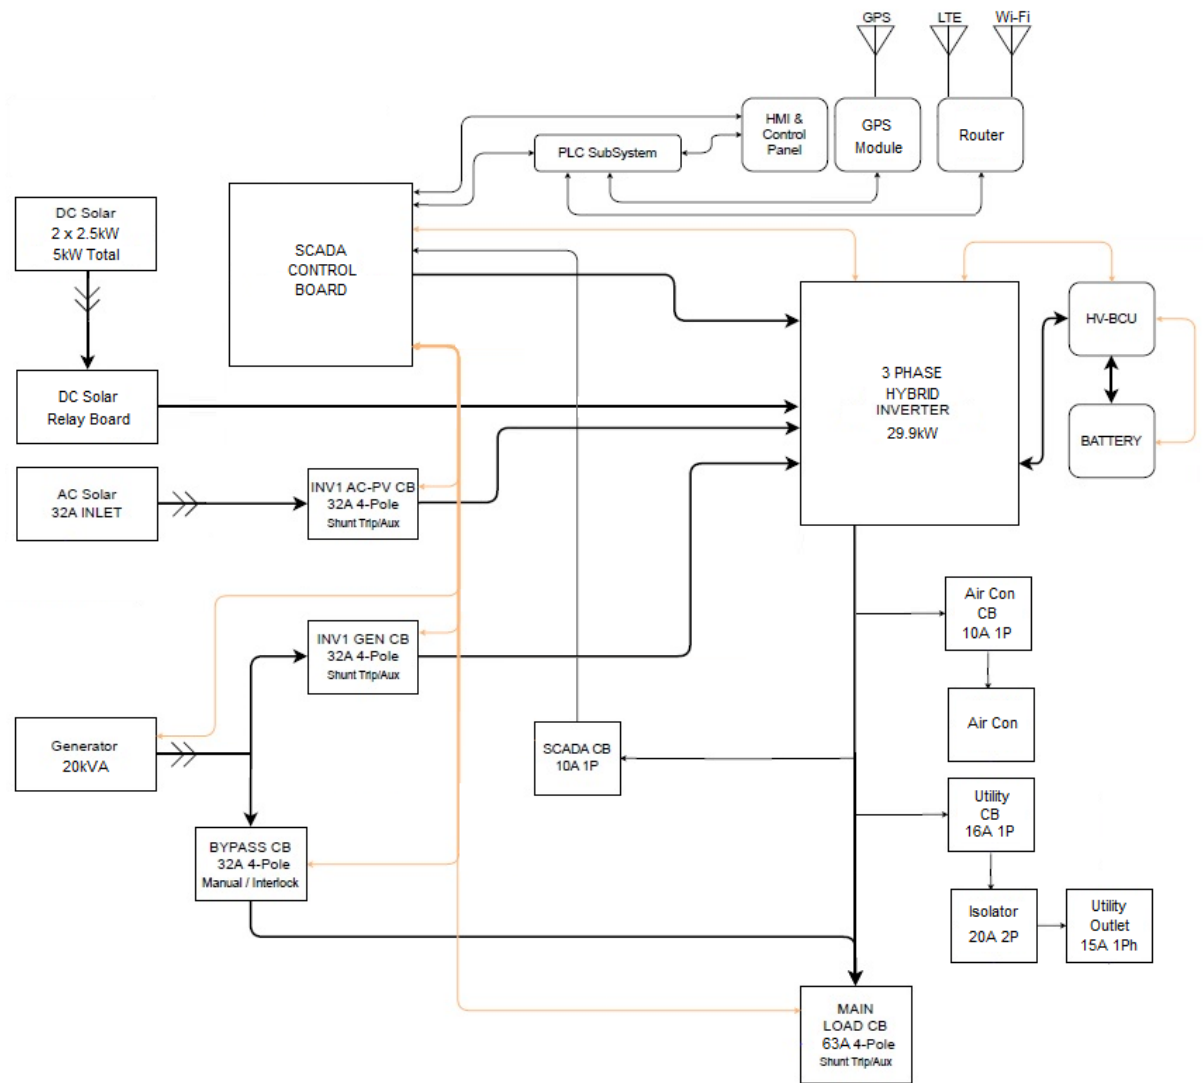 GPS
LTE
Wi-Fi
HMI &
Control
Panel
GPS
Module
Router
PLC SubSystem
DC Solar
2 x 2.5kW
5kW Total
SCADA
CONTROL
BOARD
HV-BCU
3 PHASE
HYBRID
INVERTER
29.9kW
DC Solar
Relay Board
BATTERY
AC Solar
32A INLET
INV1 AC-PV CB
32A 4-Pole
Shunt Trip/Aux
Air Con
CB
10A 1P
INV1 GEN CB
32A 4-Pole
Shunt Trip/Aux
Air Con
Generator
20kVA
SCADA CB
10A 1P
Utility
CB
16A 1P
BYPASS CB
32A 4-Pole
Manual / Interlock
Isolator
20A 2P
Utility
Outlet
15A 1Ph
MAIN
LOAD CB
63A 4-Pole
Shunt Trip/Aux